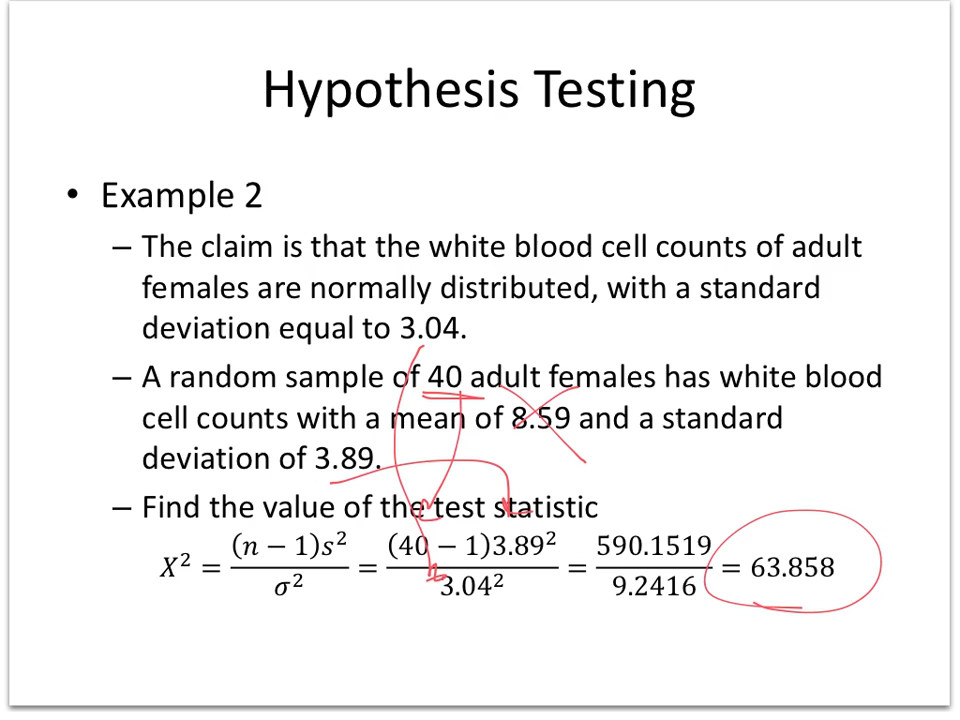 Hypothesis Testing
• Example 2
– The claim is that the white blood cell counts of adult
females are normally distributed, with a standard
deviation equal to 3.04.
– A random sample of 40 adult females has white blood
cell counts with a mean of 8.59 and a standard
deviation of 3.89.
– Find the value of the test statistic
X² = (n − 1)s² / σ² = (40 − 1)3.89² / 3.04² = 590.1519 / 9.2416 = 63.858